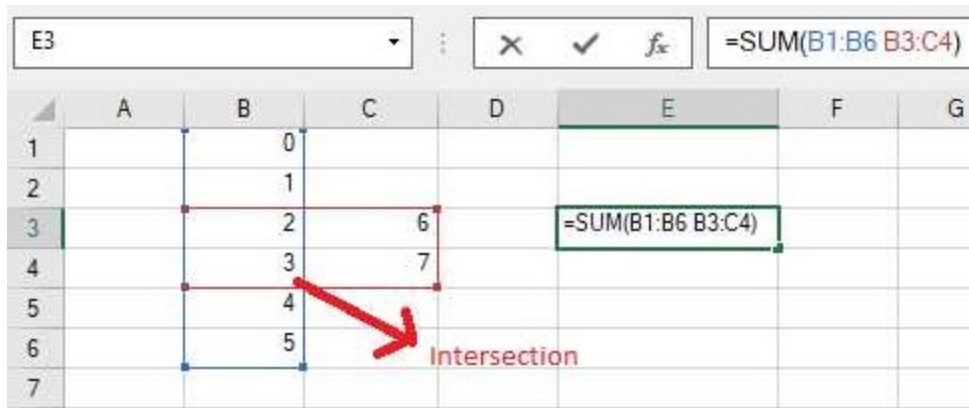 E3 =SUM(B1:B6 B3:C4)
A B C D E F G
1 0
2 1
3 2 6 =SUM(B1:B6 B3:C4)
4 3 7
5 4
6 5 Intersection
7